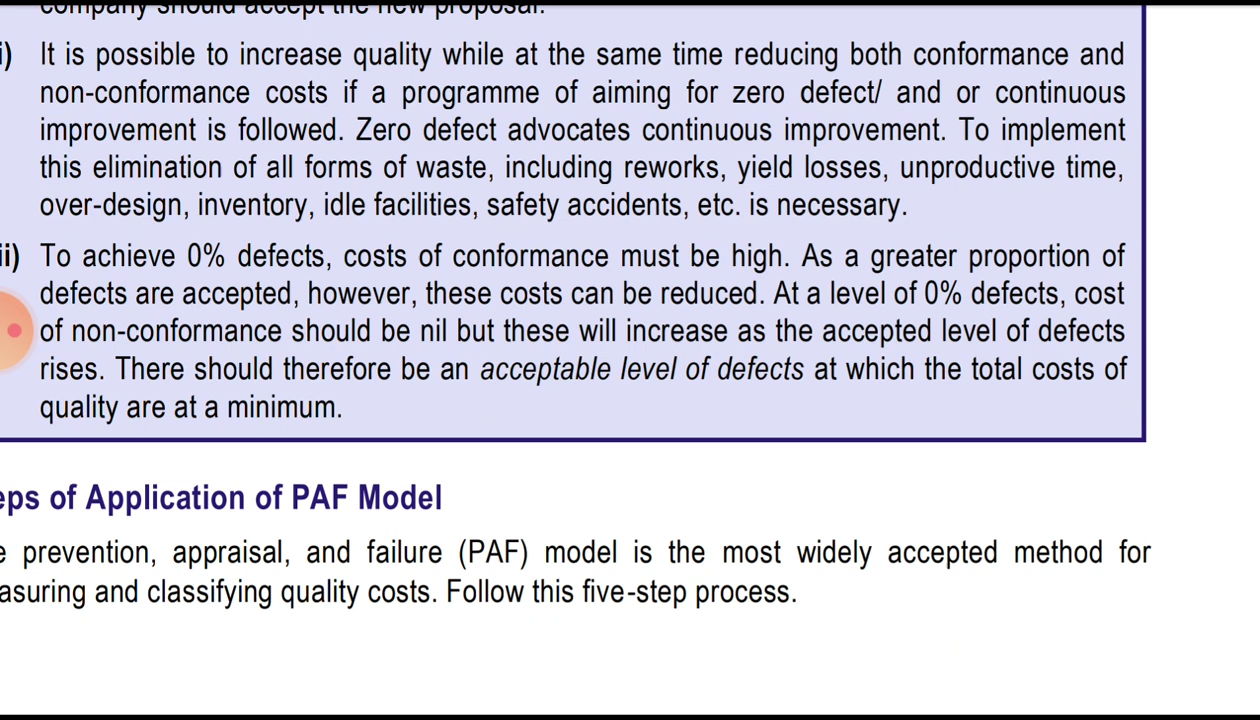 company should accept the new proposal.
i) It is possible to increase quality while at the same time reducing both conformance and
non-conformance costs if a programme of aiming for zero defect/ and or continuous
improvement is followed. Zero defect advocates continuous improvement. To implement
this elimination of all forms of waste, including reworks, yield losses, unproductive time,
over-design, inventory, idle facilities, safety accidents, etc. is necessary.
ii) To achieve 0% defects, costs of conformance must be high. As a greater proportion of
defects are accepted, however, these costs can be reduced. At a level of 0% defects, cost
of non-conformance should be nil but these will increase as the accepted level of defects
rises. There should therefore be an acceptable level of defects at which the total costs of
quality are at a minimum.
eps of Application of PAF Model
e prevention, appraisal, and failure (PAF) model is the most widely accepted method for
asuring and classifying quality costs. Follow this five-step process.